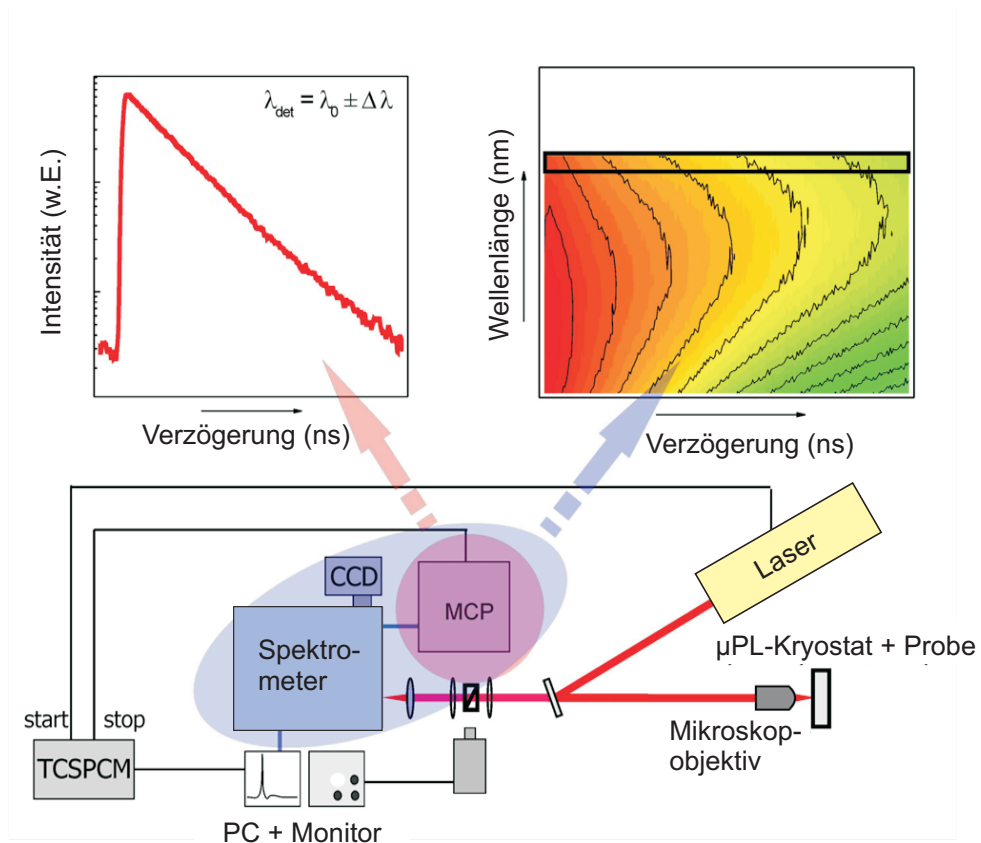 λdet = λ0 ± Δλ
Intensität (w.E.)
Verzögerung (ns)
Wellenlänge (nm)
Verzögerung (ns)
Laser
CCD
MCP
Spektro-
meter
µPL-Kryostat + Probe
Mikroskop-
objektiv
start stop
TCSPCM
PC + Monitor